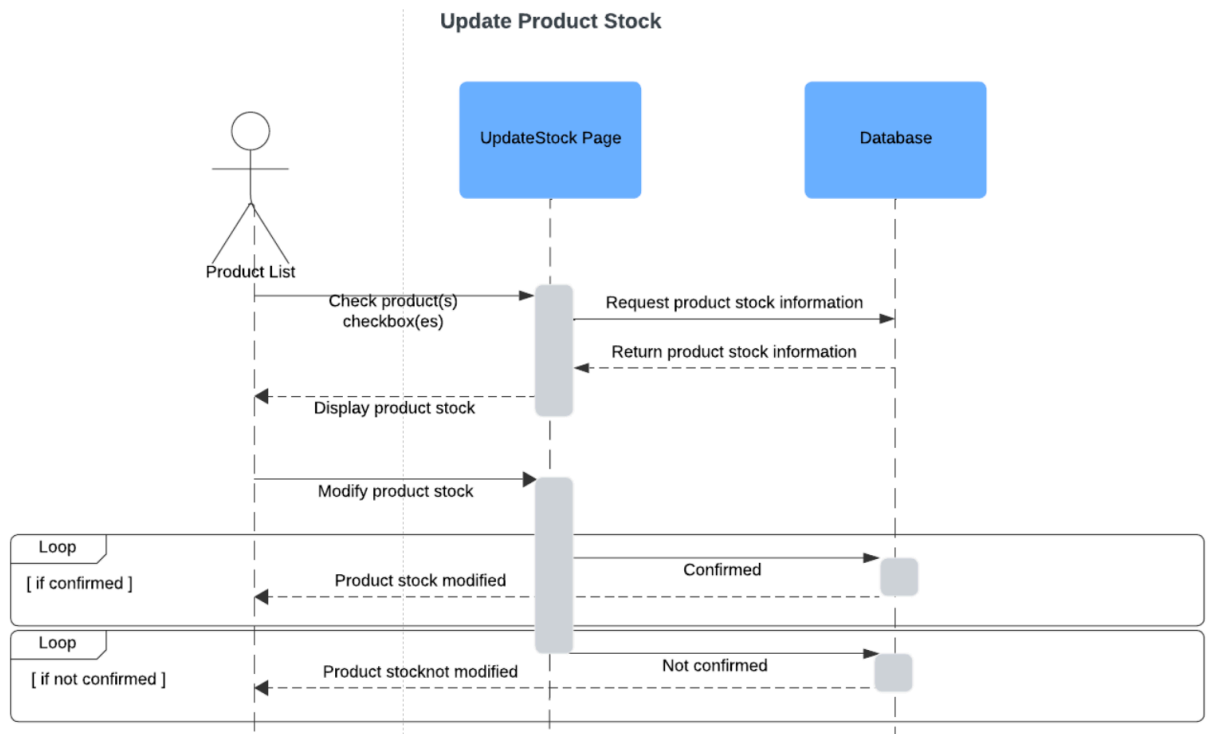 Update Product Stock
UpdateStock Page
Database
Product List
Check product(s)
checkbox(es)
Request product stock information
Return product stock information
Display product stock
Modify product stock
Loop
[ if confirmed ]
Confirmed
Product stock modified
Loop
[ if not confirmed ]
Not confirmed
Product stocknot modified